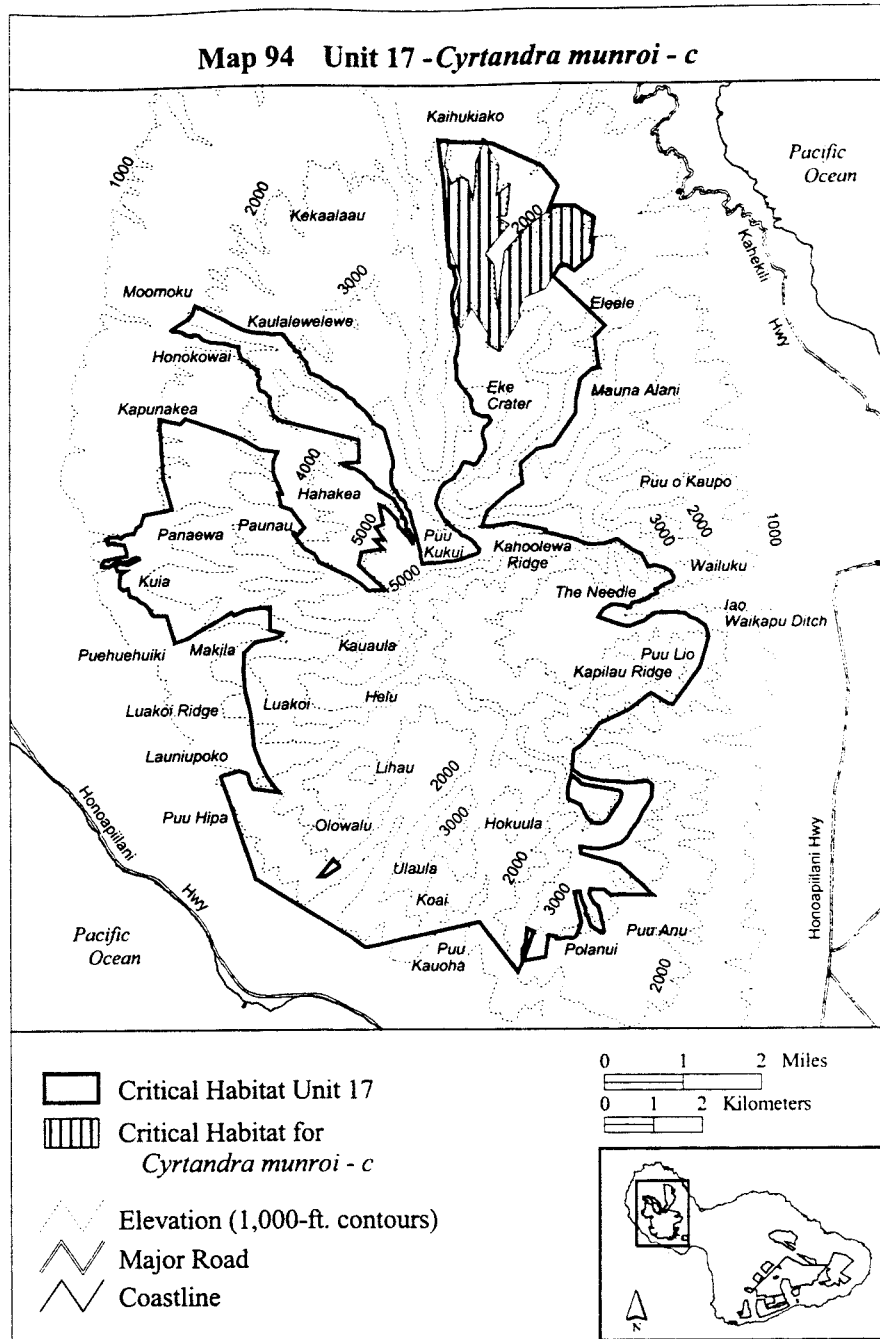 Map 94 Unit 17 - Cyrtandra munroi - c
Kaihukiako
Pacific
Ocean
1000
2000
Kekaalaau
2000
Kahekili
Hwy
3000
Moomoku
Kaulalewelewe
Eleele
Honokowai
Eke
Crater
Mauna Alani
Kapunakea
4000
Hahakea
Puu o Kaupo
Panaewa
Paunau
5000
Puu
Kukui
3000
2000
1000
Kahoolewa
Ridge
Wailuku
Kuia
5000
The Needle
Iao
Waikapu Ditch
Puehuehuiki
Makila
Kauaula
Puu Lio
Kapilau Ridge
Luakoi Ridge
Luakoi
Helu
Launiupoko
Lihau
2000
Puu Hipa
Olowalu
3000
Hokuula
Honoapiilani
Hwy
Honoapiilani Hwy
Ulaula
2000
Koai
3000
Pacific
Ocean
Puu
Kauoha
Polanui
Puu Anu
2000
Critical Habitat Unit 17
Critical Habitat for
Cyrtandra munroi - c
Elevation (1,000-ft. contours)
Major Road
Coastline
0 1 2 Miles
0 1 2 Kilometers
N